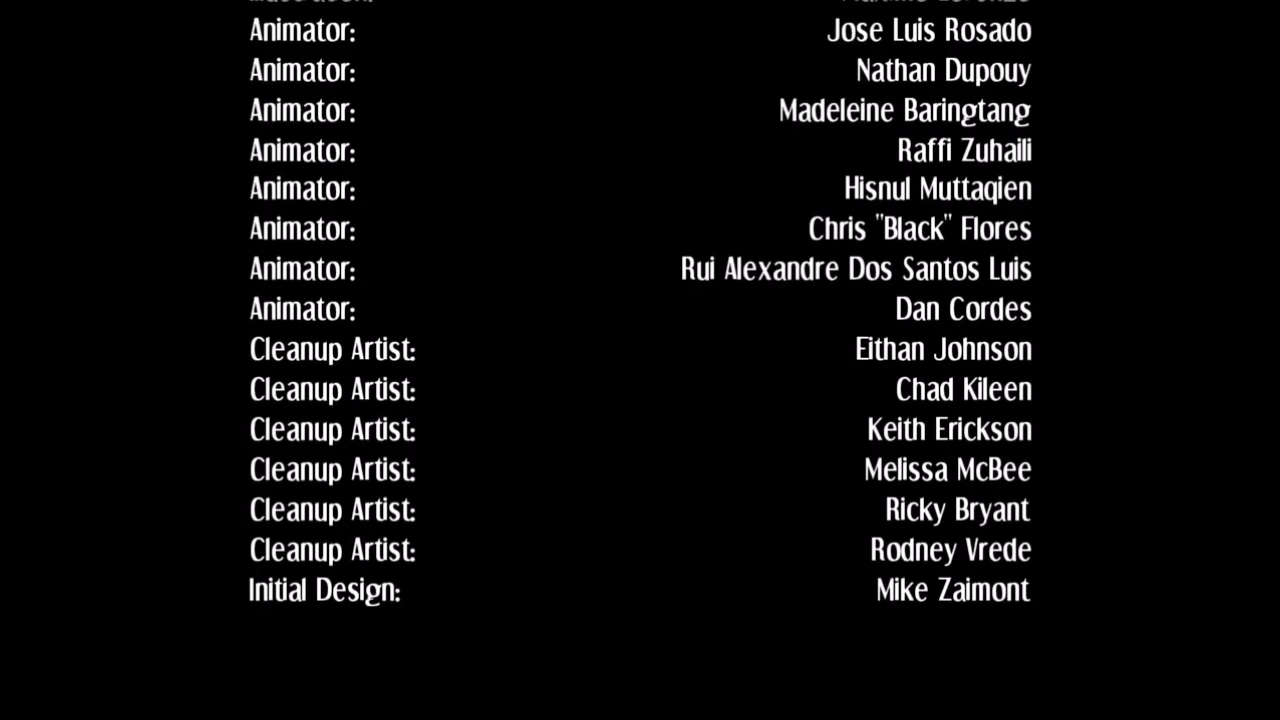 Animator: Jose Luis Rosado
Animator: Nathan Dupouy
Animator: Madeleine Baringtang
Animator: Raffi Zuhaili
Animator: Hisnul Muttaqien
Animator: Chris "Black" Flores
Animator: Rui Alexandre Dos Santos Luis
Animator: Dan Cordes
Cleanup Artist: Eithan Johnson
Cleanup Artist: Chad Kileen
Cleanup Artist: Keith Erickson
Cleanup Artist: Melissa McBee
Cleanup Artist: Ricky Bryant
Cleanup Artist: Rodney Vrede
Initial Design: Mike Zaimont